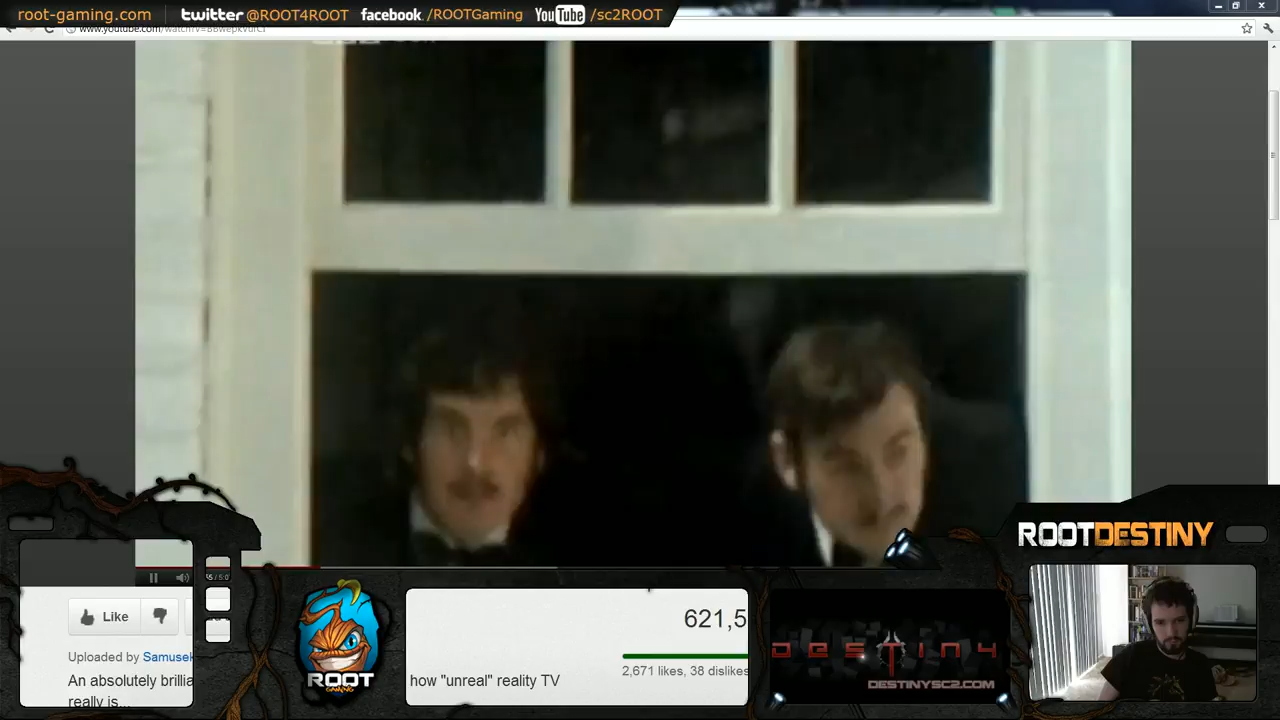 root-gaming.com twitter @ROOT4ROOT facebook /ROOTGaming YouTube /sc2ROOT
ROOTDESTINY
Like
621,5
2,671 likes, 38 dislikes
Uploaded by Samusek
An absolutely brillia
really is...
how "unreal" reality TV
ROOT
GAMING
DESTINY
DESTINYSC2.COM